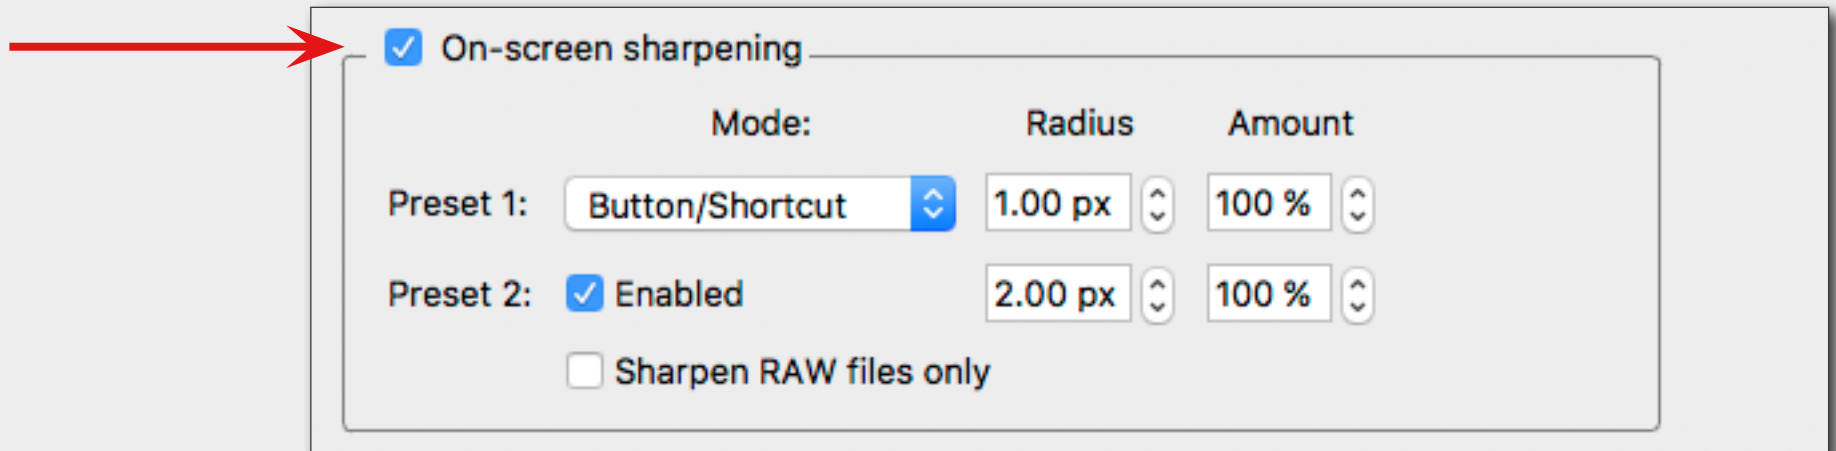 On-screen sharpening
Mode: Radius Amount
Preset 1: Button/Shortcut 1.00 px 100 %
Preset 2: Enabled 2.00 px 100 %
Sharpen RAW files only